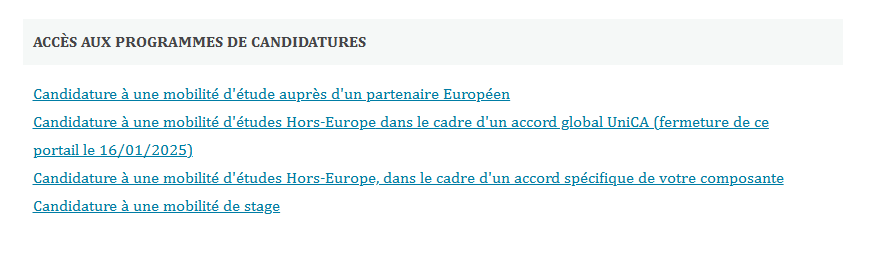 ACCÈS AUX PROGRAMMES DE CANDIDATURES
Candidature à une mobilité d'étude auprès d'un partenaire Européen
Candidature à une mobilité d'études Hors-Europe dans le cadre d'un accord global UniCA (fermeture de ce
portail le 16/01/2025)
Candidature à une mobilité d'études Hors-Europe, dans le cadre d'un accord spécifique de votre composante
Candidature à une mobilité de stage